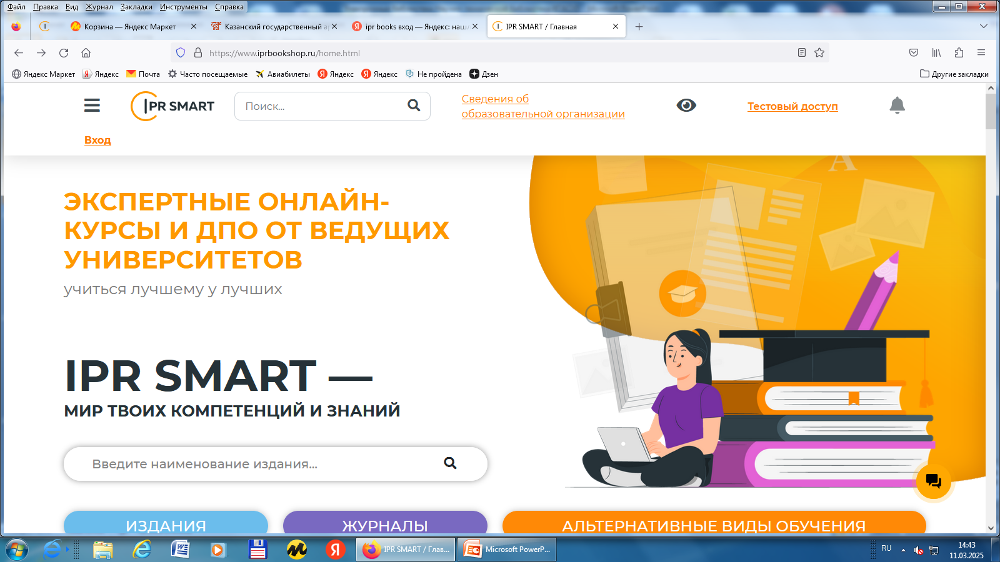 Файл Правка Вид Журнал Закладки Инструменты Справка
Корзина — Яндекс Маркет
Казанский государственный ар
ipr books вход — Яндекс: нашл
IPR SMART / Главная
https://www.iprbookshop.ru/home.html
Яндекс Маркет Яндекс Почта Часто посещаемые Авиабилеты Яндекс Яндекс Не пройдена Дзен Другие закладки
IPR SMART
Поиск...
Сведения об
образовательной организации
Тестовый доступ
Вход
ЭКСПЕРТНЫЕ ОНЛАЙН-
КУРСЫ И ДПО ОТ ВЕДУЩИХ
УНИВЕРСИТЕТОВ
учиться лучшему у лучших
A
IPR SMART —
МИР ТВОИХ КОМПЕТЕНЦИЙ И ЗНАНИЙ
Введите наименование издания...
ИЗДАНИЯ
ЖУРНАЛЫ
АЛЬТЕРНАТИВНЫЕ ВИДЫ ОБУЧЕНИЯ
IPR SMART / Глав...
Microsoft PowerP...
RU
14:43
11.03.2025